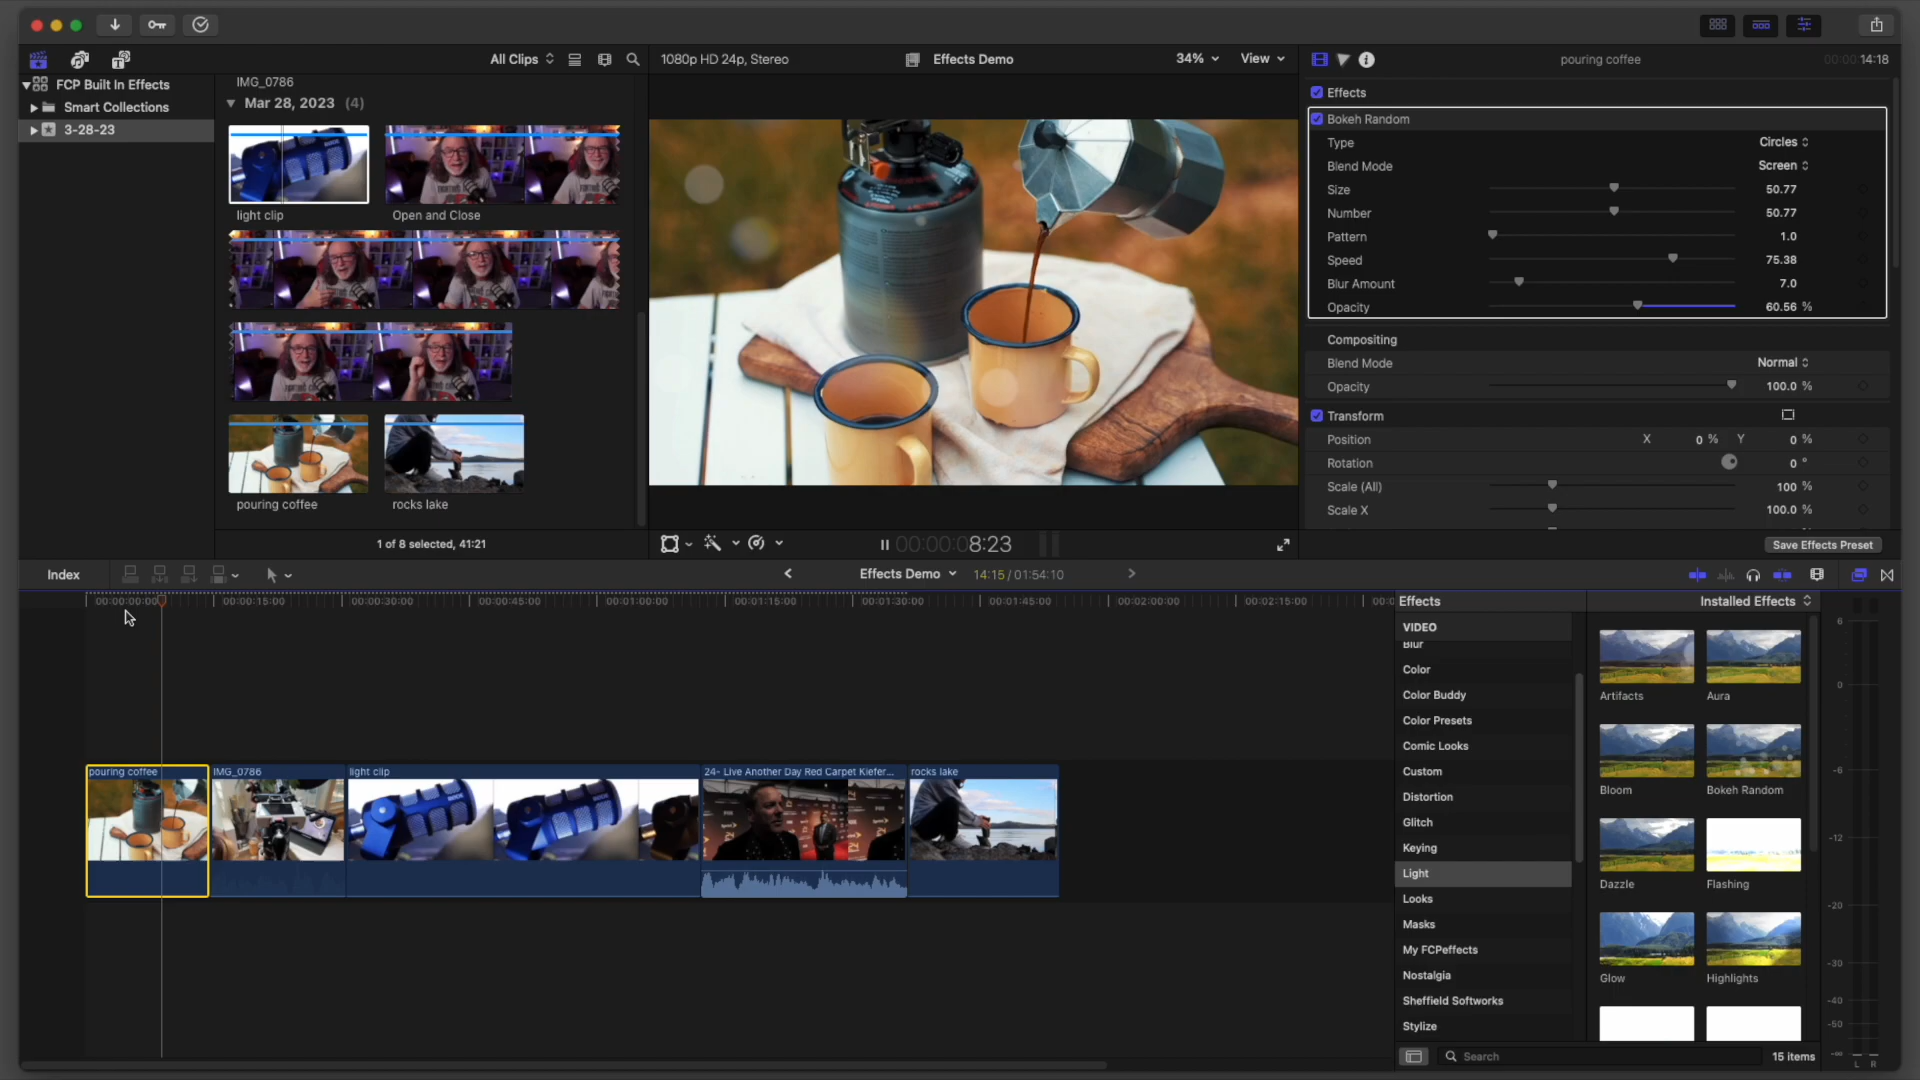 All Clips
1080p HD 24p, Stereo
Effects Demo
34%
View
pouring coffee
00:00:00:14:18
FCP Built In Effects
Smart Collections
3-28-23
IMG_0786
Mar 28, 2023 (4)
light clip
Open and Close
pouring coffee
rocks lake
1 of 8 selected, 41:21
00:00:08:23
Effects
Bokeh Random
Type Circles
Blend Mode Screen
Size 50.77
Number 50.77
Pattern 1.0
Speed 75.38
Blur Amount 7.0
Opacity 60.56 %
Compositing
Blend Mode Normal
Opacity 100.0 %
Transform
Position X 0 % Y 0 %
Rotation 0 °
Scale (All) 100 %
Scale X 100.0 %
Save Effects Preset
Index
Effects Demo
14:15 / 01:54:10
00:00:00:00
00:00:15:00
00:00:30:00
00:00:45:00
00:01:00:00
00:01:15:00
00:01:30:00
00:01:45:00
00:02:00:00
00:02:15:00
pouring coffee
IMG_0786
light clip
24- Live Another Day Red Carpet Kiefer...
rocks lake
Effects
Installed Effects
VIDEO
Blur
Color
Color Buddy
Color Presets
Comic Looks
Custom
Distortion
Glitch
Keying
Light
Looks
Masks
My FCPeffects
Nostalgia
Sheffield Softworks
Stylize
Artifacts
Aura
Bloom
Bokeh Random
Dazzle
Flashing
Glow
Highlights
Search
15 items
6
0
-6
-12
-20
-30
-40
-50
-∞
L R